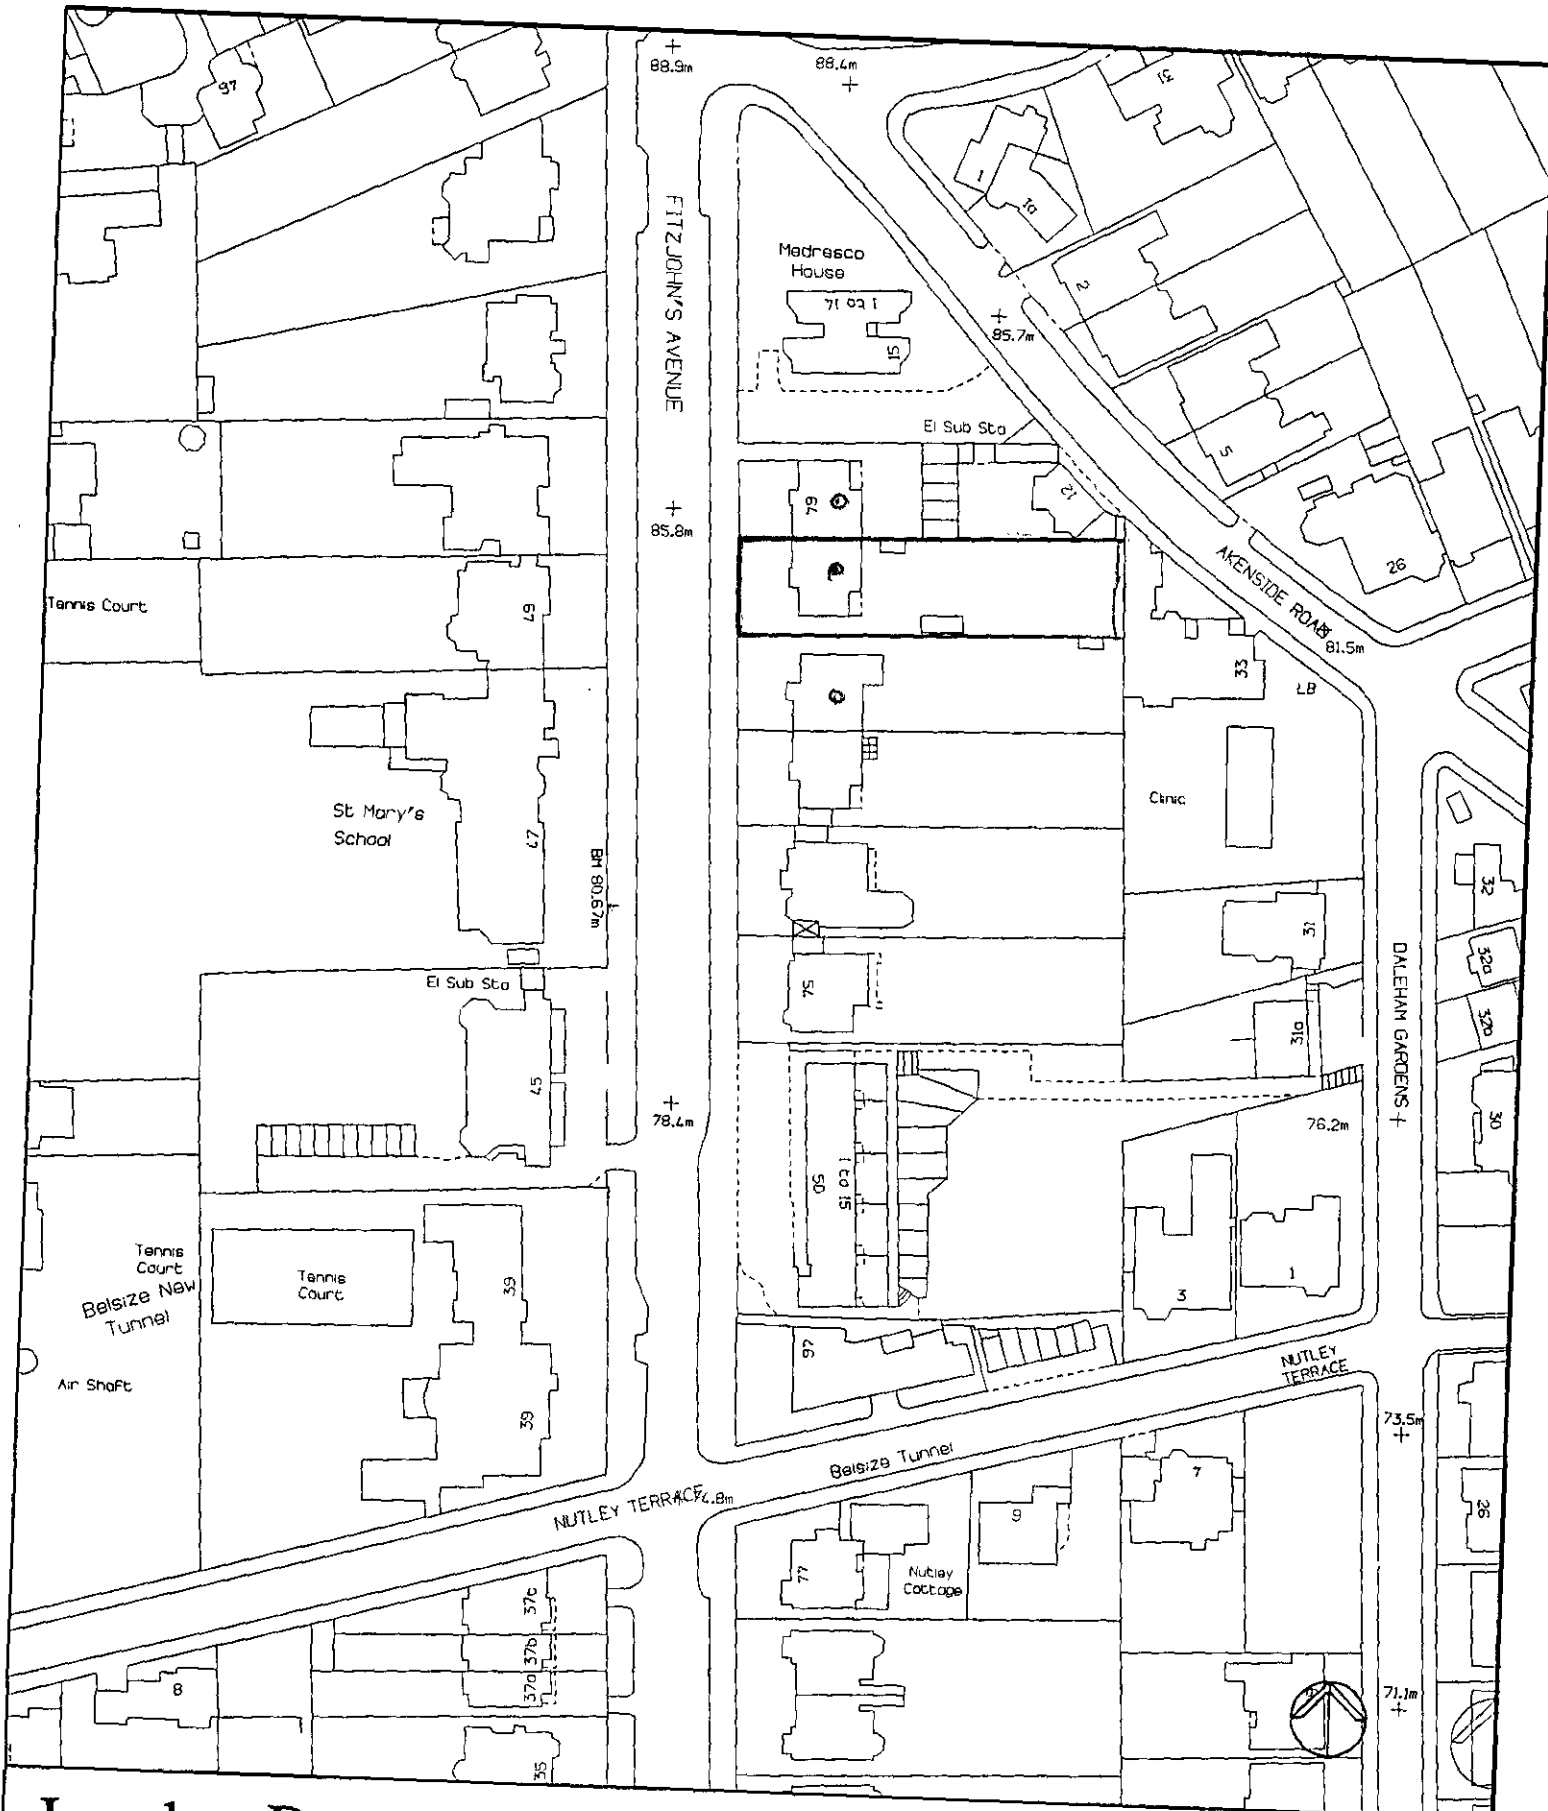 88.9m
88.4m
97
31
1
1a
FITZJOHN'S AVENUE
Medresco
House
2
1 to 14
15
85.7m
El Sub Sta
5
64
12
85.8m
AKENSIDE ROAD
26
Tennis Court
49
81.5m
33
LB
St Mary's
School
47
Clinic
BM 80.67m
32
31
32a
DALEHAM GARDENS
El Sub Sta
54
31a
32b
45
78.4m
76.2m
30
1 to 15
50
Tennis
Court
Belsize New
Tunnel
Tennis
Court
39
3
1
46
NUTLEY
TERRACE
Air Shaft
39
73.5m
Belsize Tunnel
7
NUTLEY TERRACE
74.8m
9
26
77
Nutley
Cottage
37c
37b
37a
8
71.1m
35